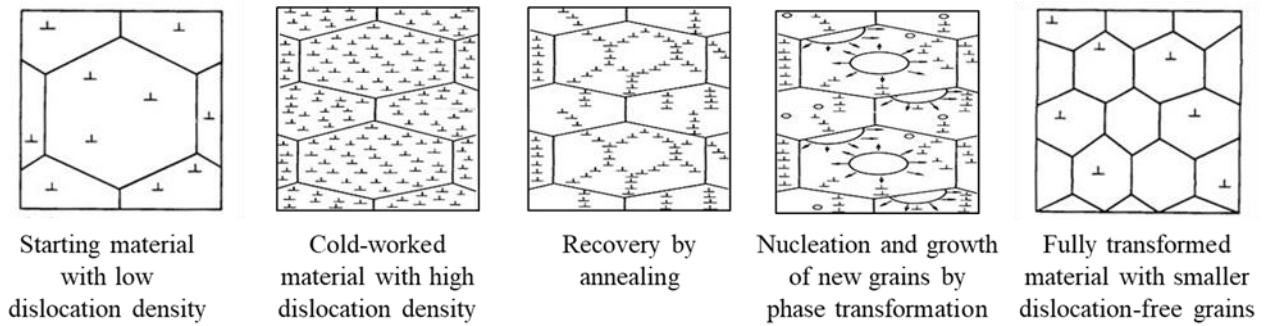 Starting material
with low
dislocation density
Cold-worked
material with high
dislocation density
Recovery by
annealing
Nucleation and growth
of new grains by
phase transformation
Fully transformed
material with smaller
dislocation-free grains